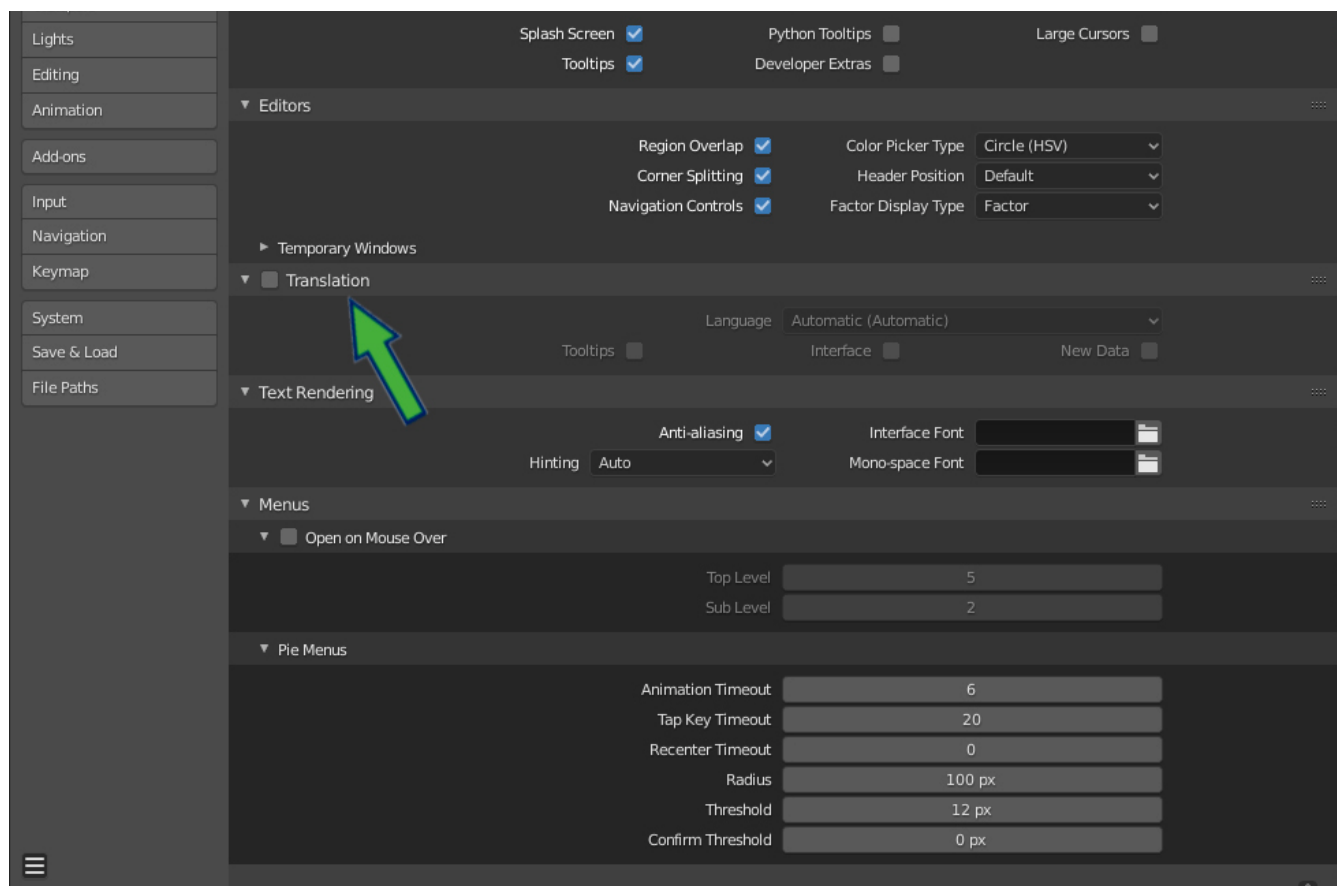 Lights
Editing
Animation
Add-ons
Input
Navigation
Keymap
System
Save & Load
File Paths
Splash Screen Python Tooltips Large Cursors
Tooltips Developer Extras
Editors
Region Overlap Color Picker Type Circle (HSV)
Corner Splitting Header Position Default
Navigation Controls Factor Display Type Factor
Temporary Windows
Translation
Language Automatic (Automatic)
Tooltips Interface New Data
Text Rendering
Anti-aliasing Interface Font
Hinting Auto Mono-space Font
Menus
Open on Mouse Over
Top Level 5
Sub Level 2
Pie Menus
Animation Timeout 6
Tap Key Timeout 20
Recenter Timeout 0
Radius 100 px
Threshold 12 px
Confirm Threshold 0 px